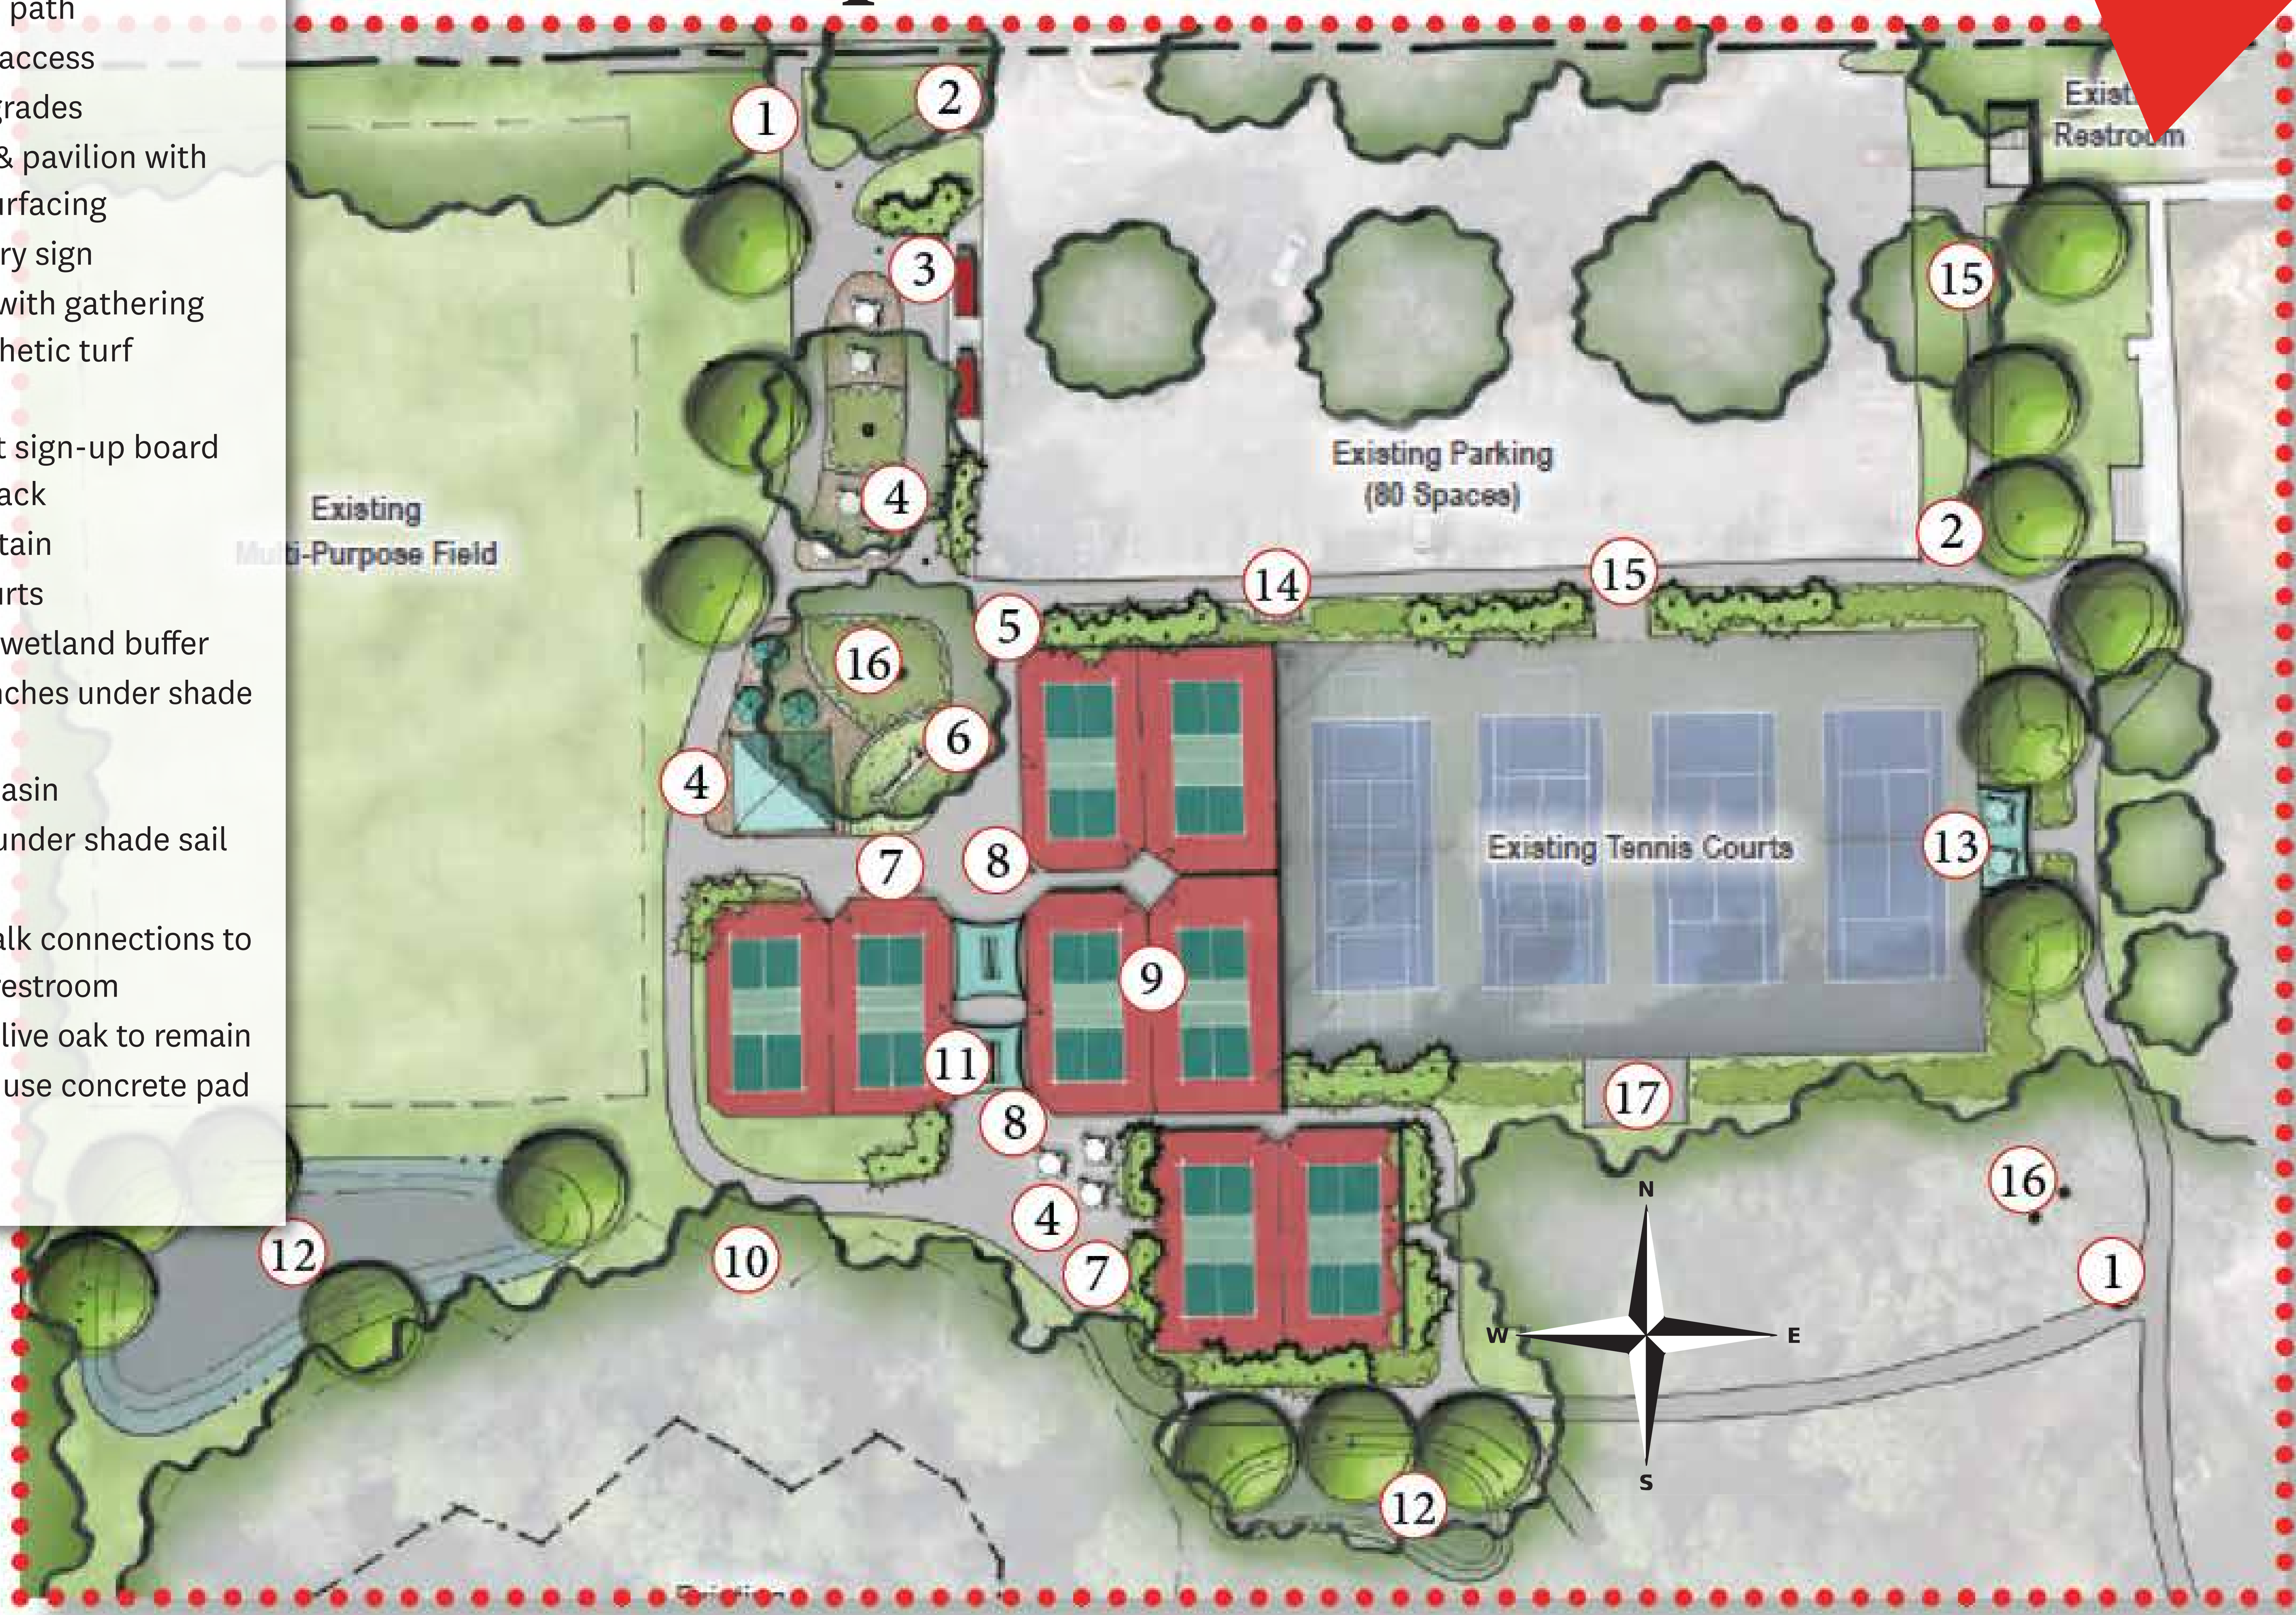 path
access
grades
& pavilion with
urfacing
ry sign
with gathering
hetic turf
t sign-up board
ack
tain
urts
wetland buffer
nches under shade
asin
under shade sail
alk connections to
restroom
live oak to remain
use concrete pad
1
2
Exist
Restroom
3
15
Existing Parking
(80 Spaces)
4
Existing
Multi-Purpose Field
2
14
15
5
16
6
4
7
8
Existing Tennis Courts
13
9
11
8
17
16
4
10
12
7
1
N
W
E
S
12